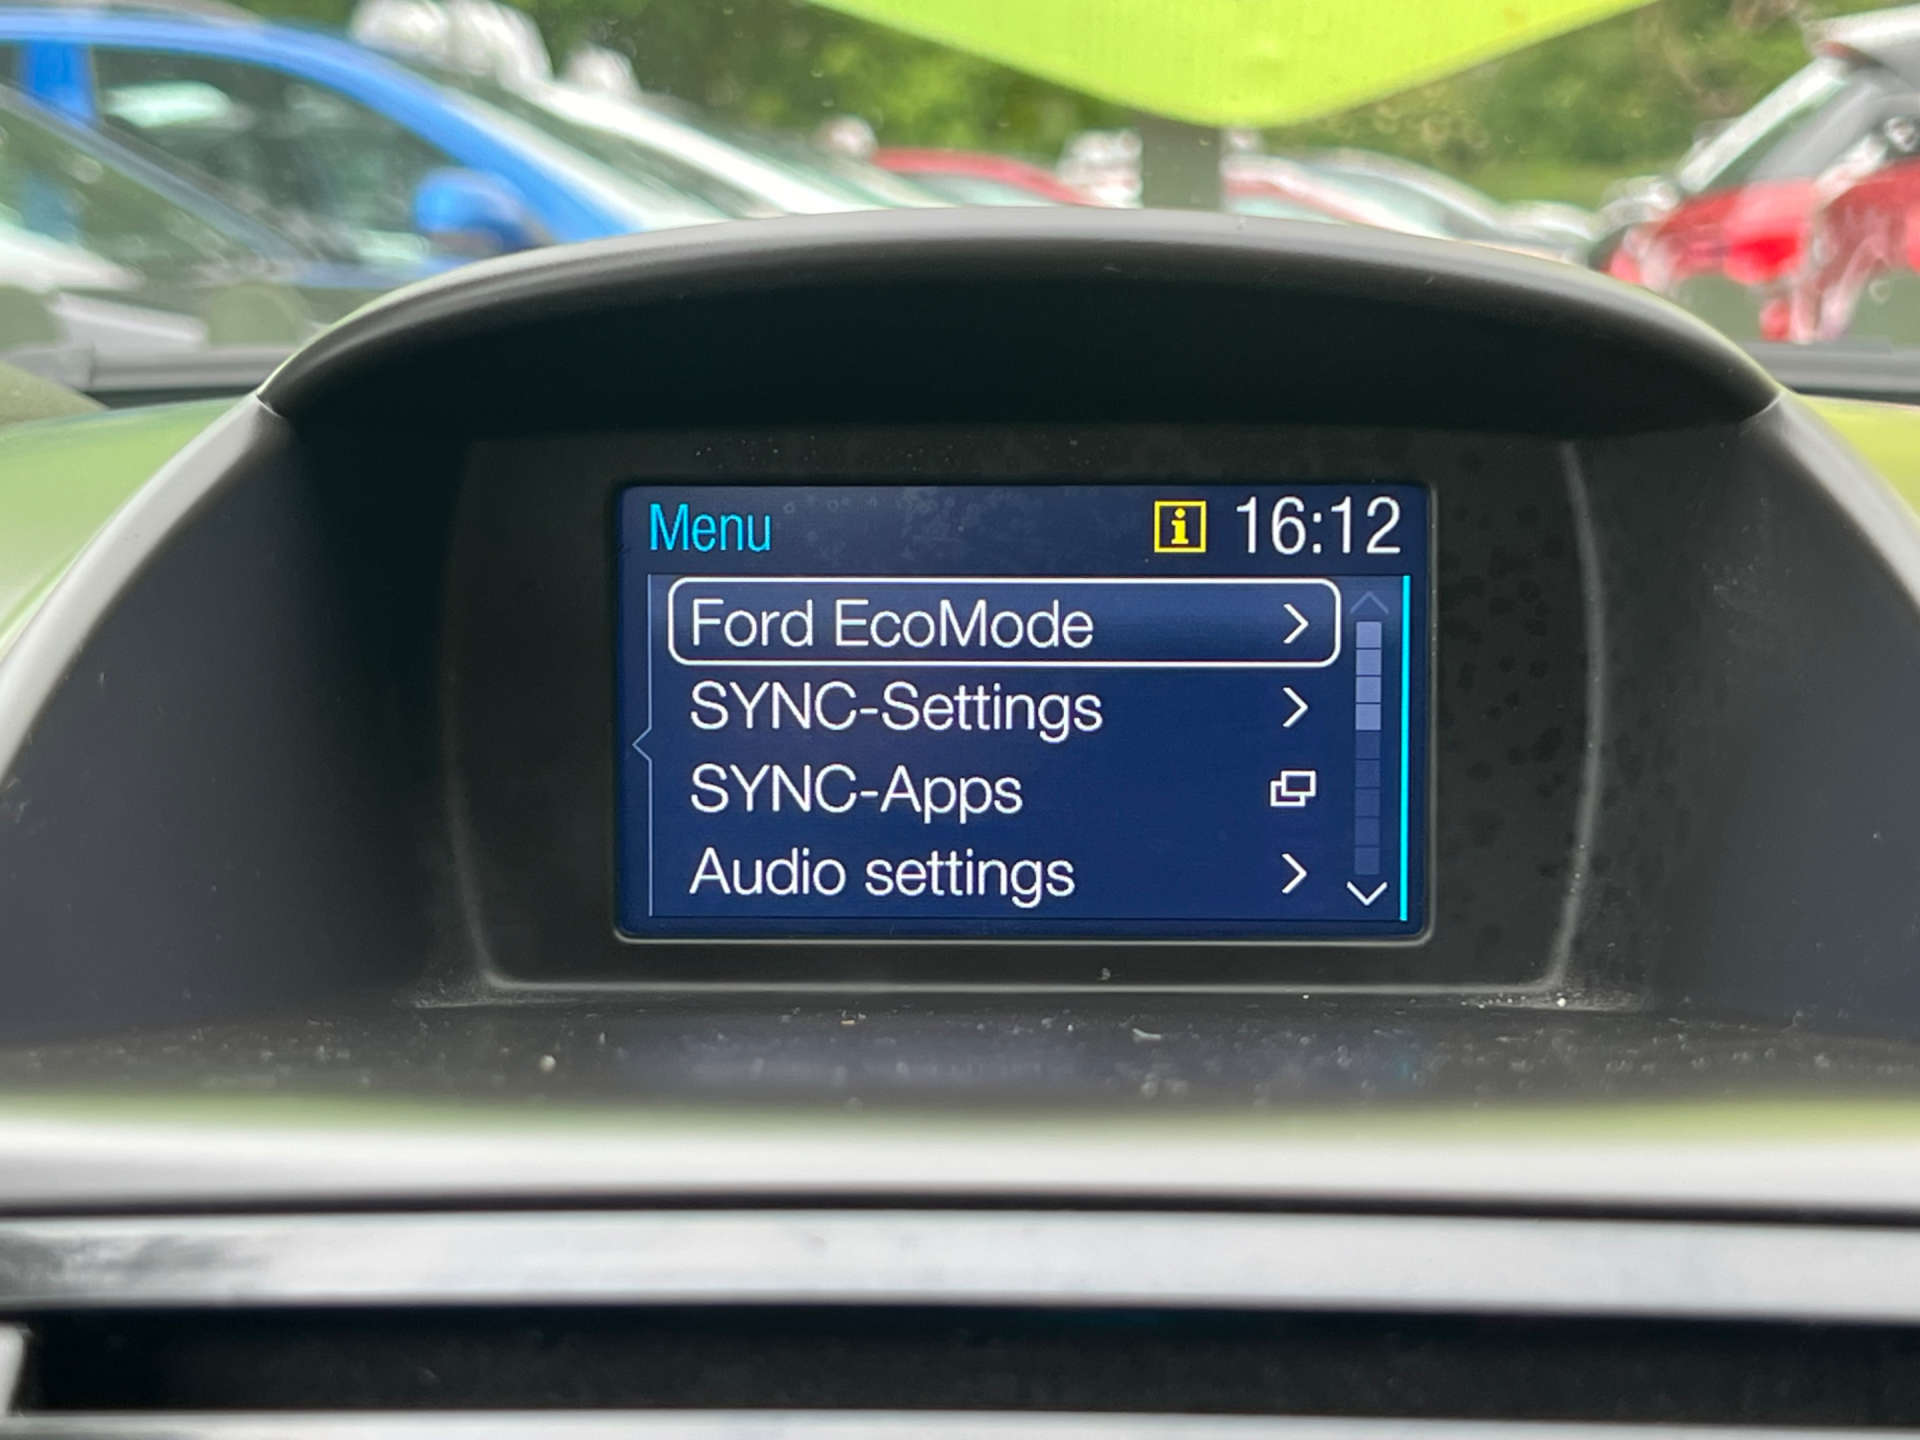 Menu i 16:12
Ford EcoMode
SYNC-Settings
SYNC-Apps
Audio settings